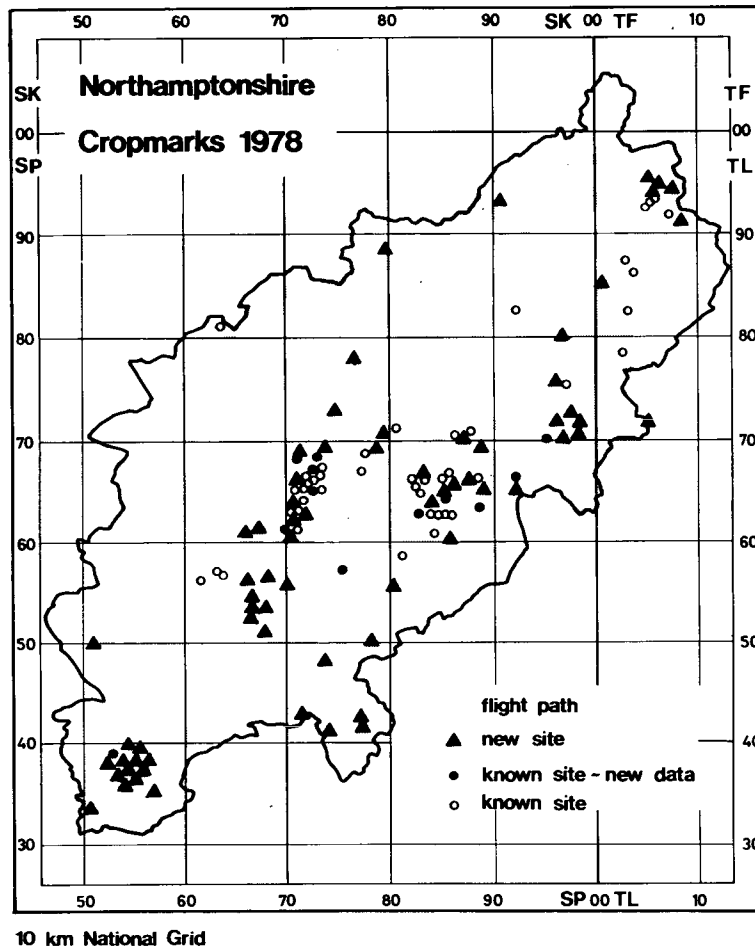 50 60 70 80 90 SK 00 TF 10
Northamptonshire
Cropmarks 1978
SK
00
SP
TF
00
TL
90 90
80 80
70 70
60 60
50 50
40 40
30 30
flight path
new site
known site ~ new data
known site
50 60 70 80 90 SP 00 TL 10
10 km National Grid